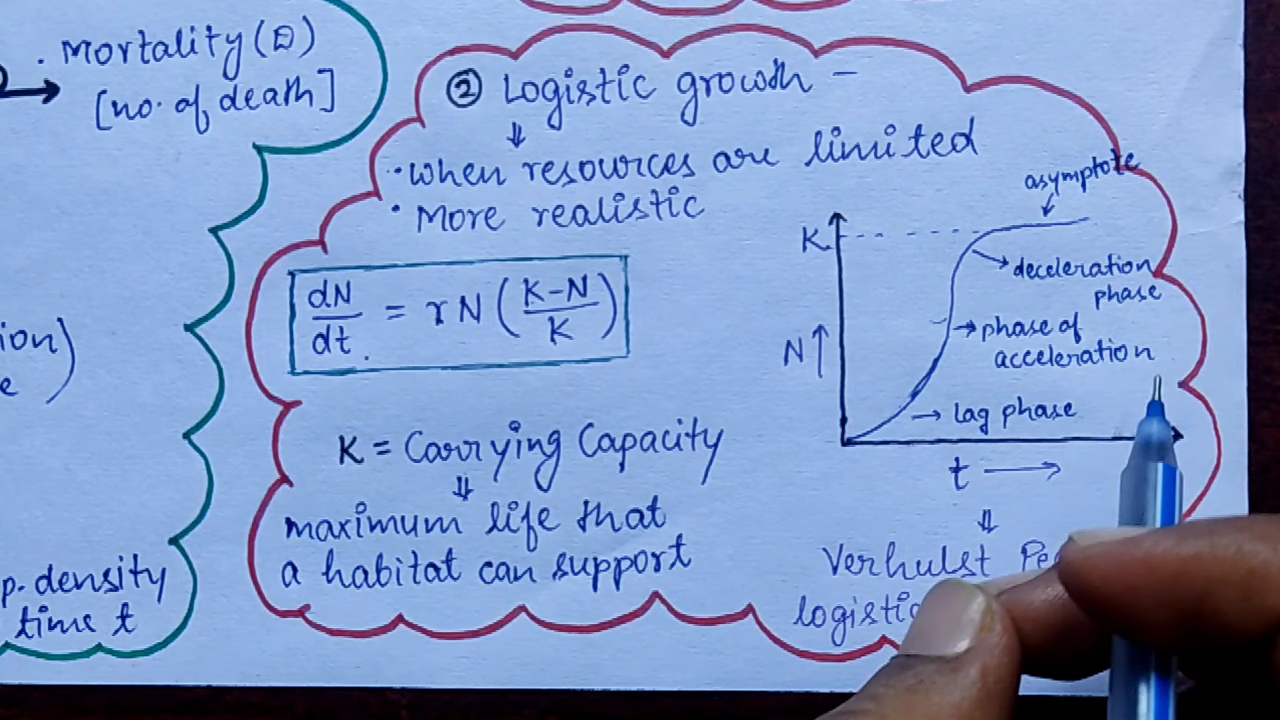 . Mortality (D)
[no. of death]
p. density
time t
② Logistic growth –
⇓
• when resources are limited
• More realistic
dN/dt = rN (K-N/K)
K = Carrying Capacity
⇓
maximum life that
a habitat can support
asymptote
K
deceleration
phase
N ↑
→ phase of
acceleration
→ Lag phase
t →
⇓
Verhulst
logistic